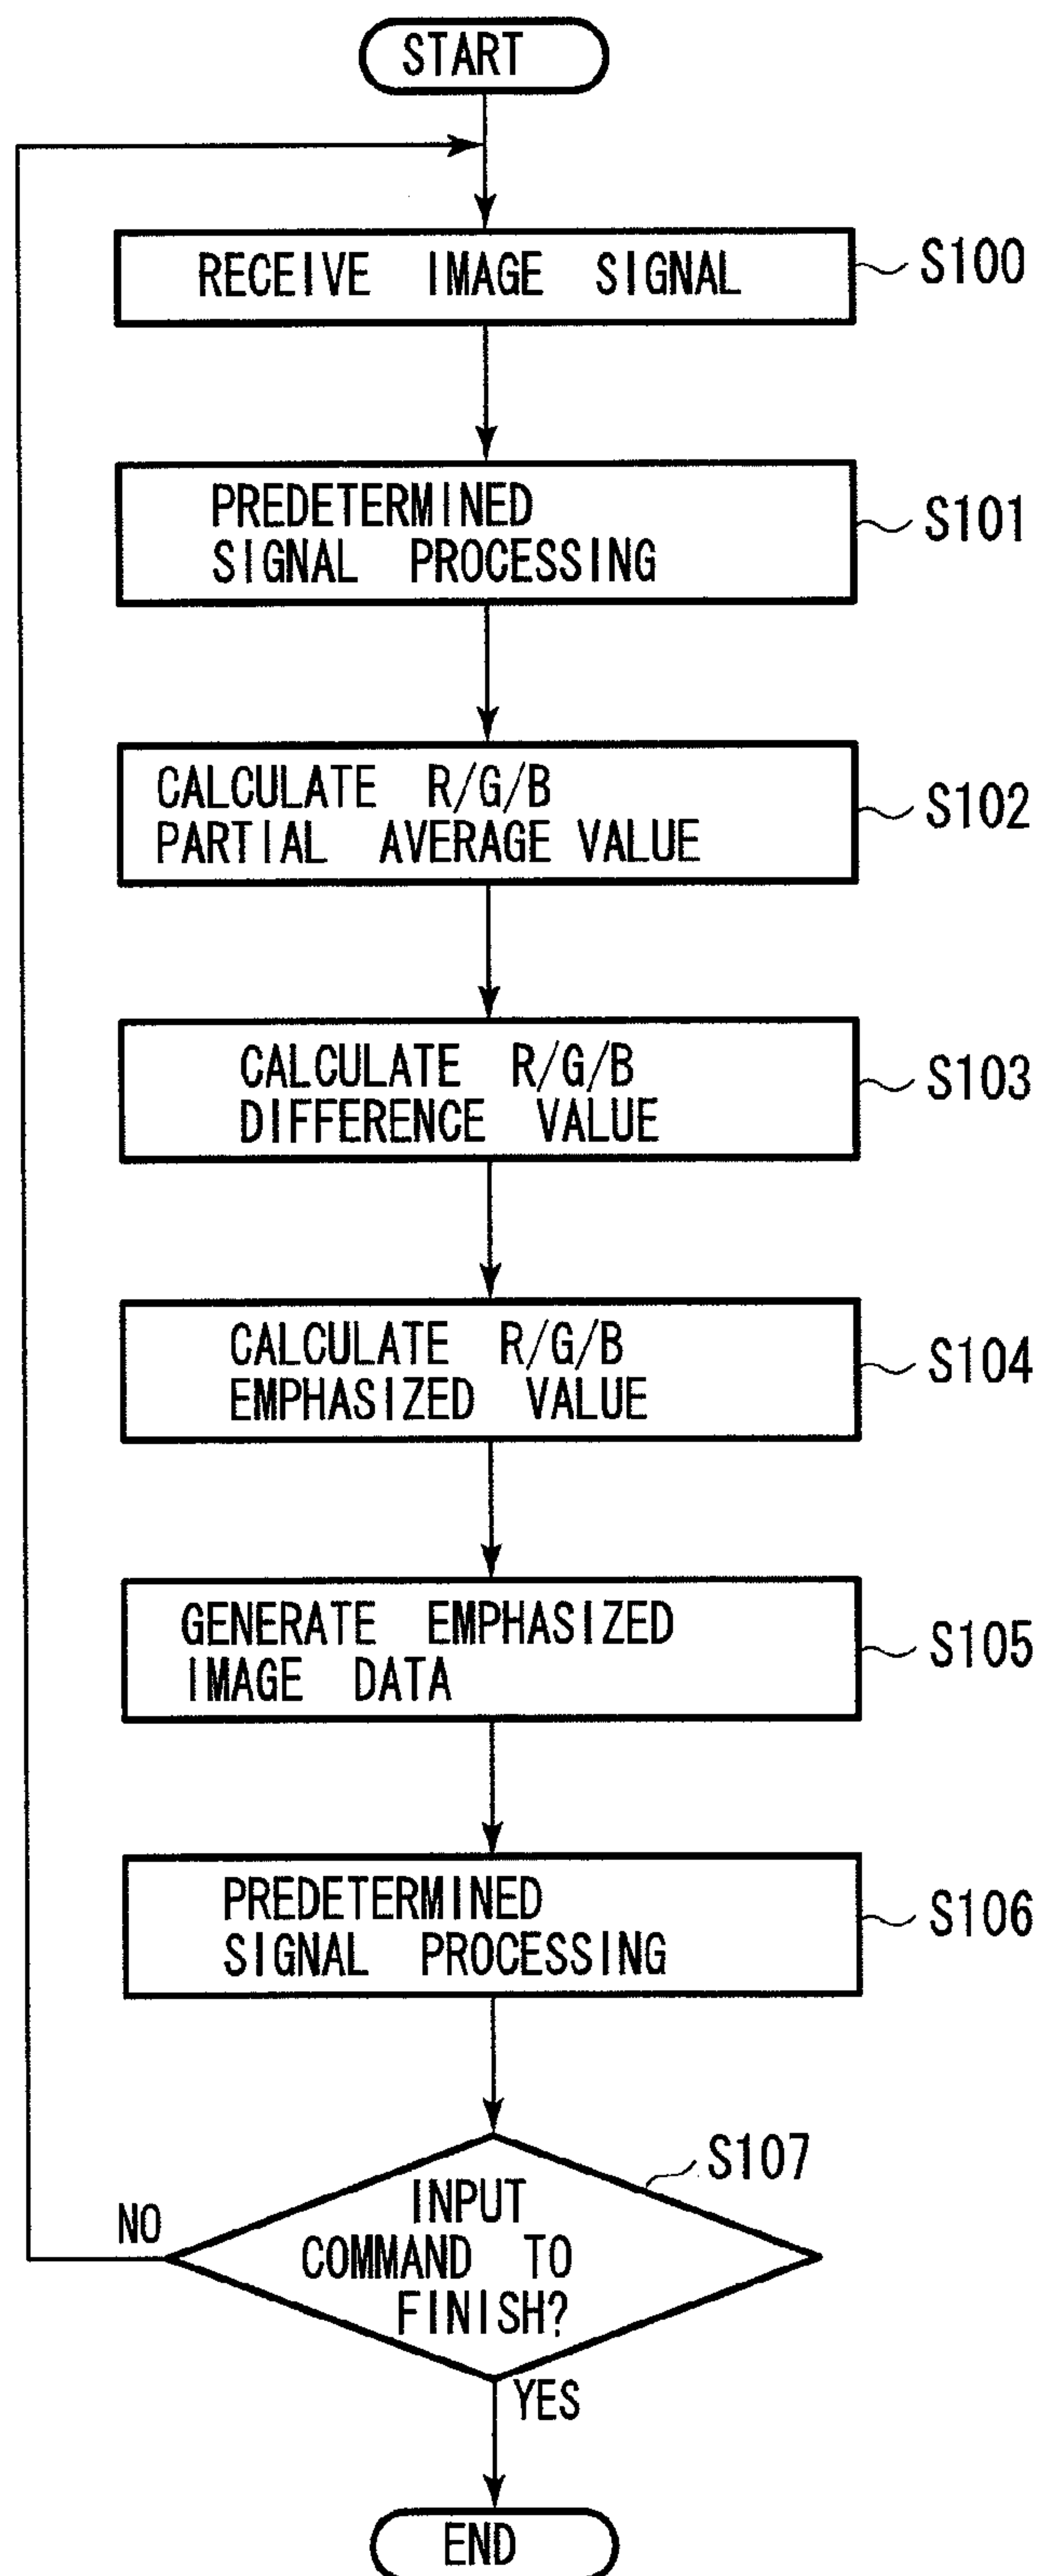 START
RECEIVE IMAGE SIGNAL
S100
PREDETERMINED
SIGNAL PROCESSING
S101
CALCULATE R/G/B
PARTIAL AVERAGE VALUE
S102
CALCULATE R/G/B
DIFFERENCE VALUE
S103
CALCULATE R/G/B
EMPHASIZED VALUE
S104
GENERATE EMPHASIZED
IMAGE DATA
S105
PREDETERMINED
SIGNAL PROCESSING
S106
S107
INPUT
COMMAND TO
FINISH?
NO
YES
END